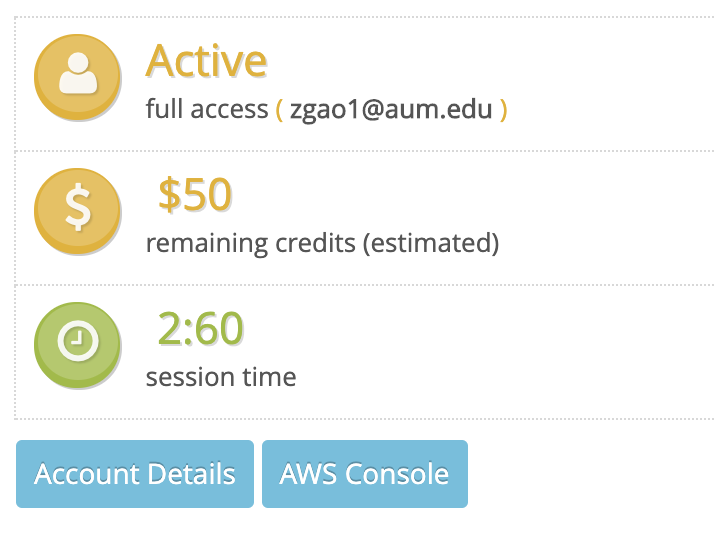 Active
full access ( zgao1@aum.edu )
$
$50
remaining credits (estimated)
2:60
session time
Account Details
AWS Console